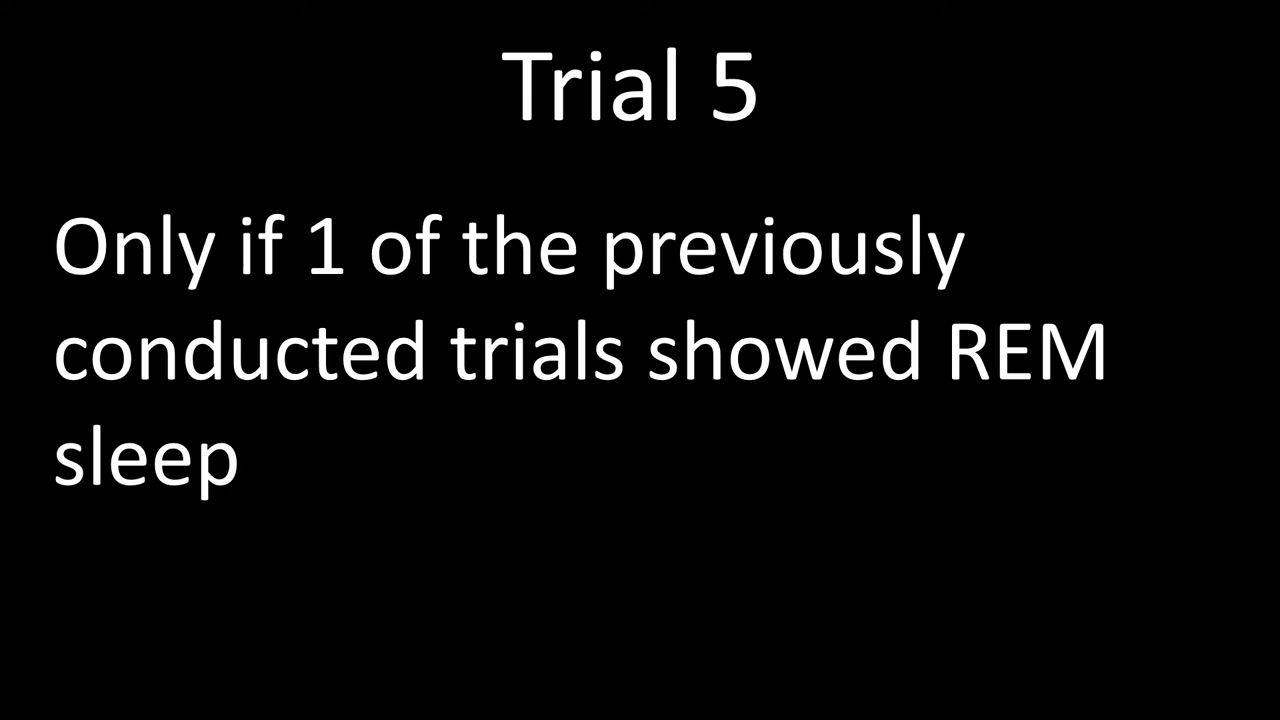 Trial 5
Only if 1 of the previously
conducted trials showed REM
sleep